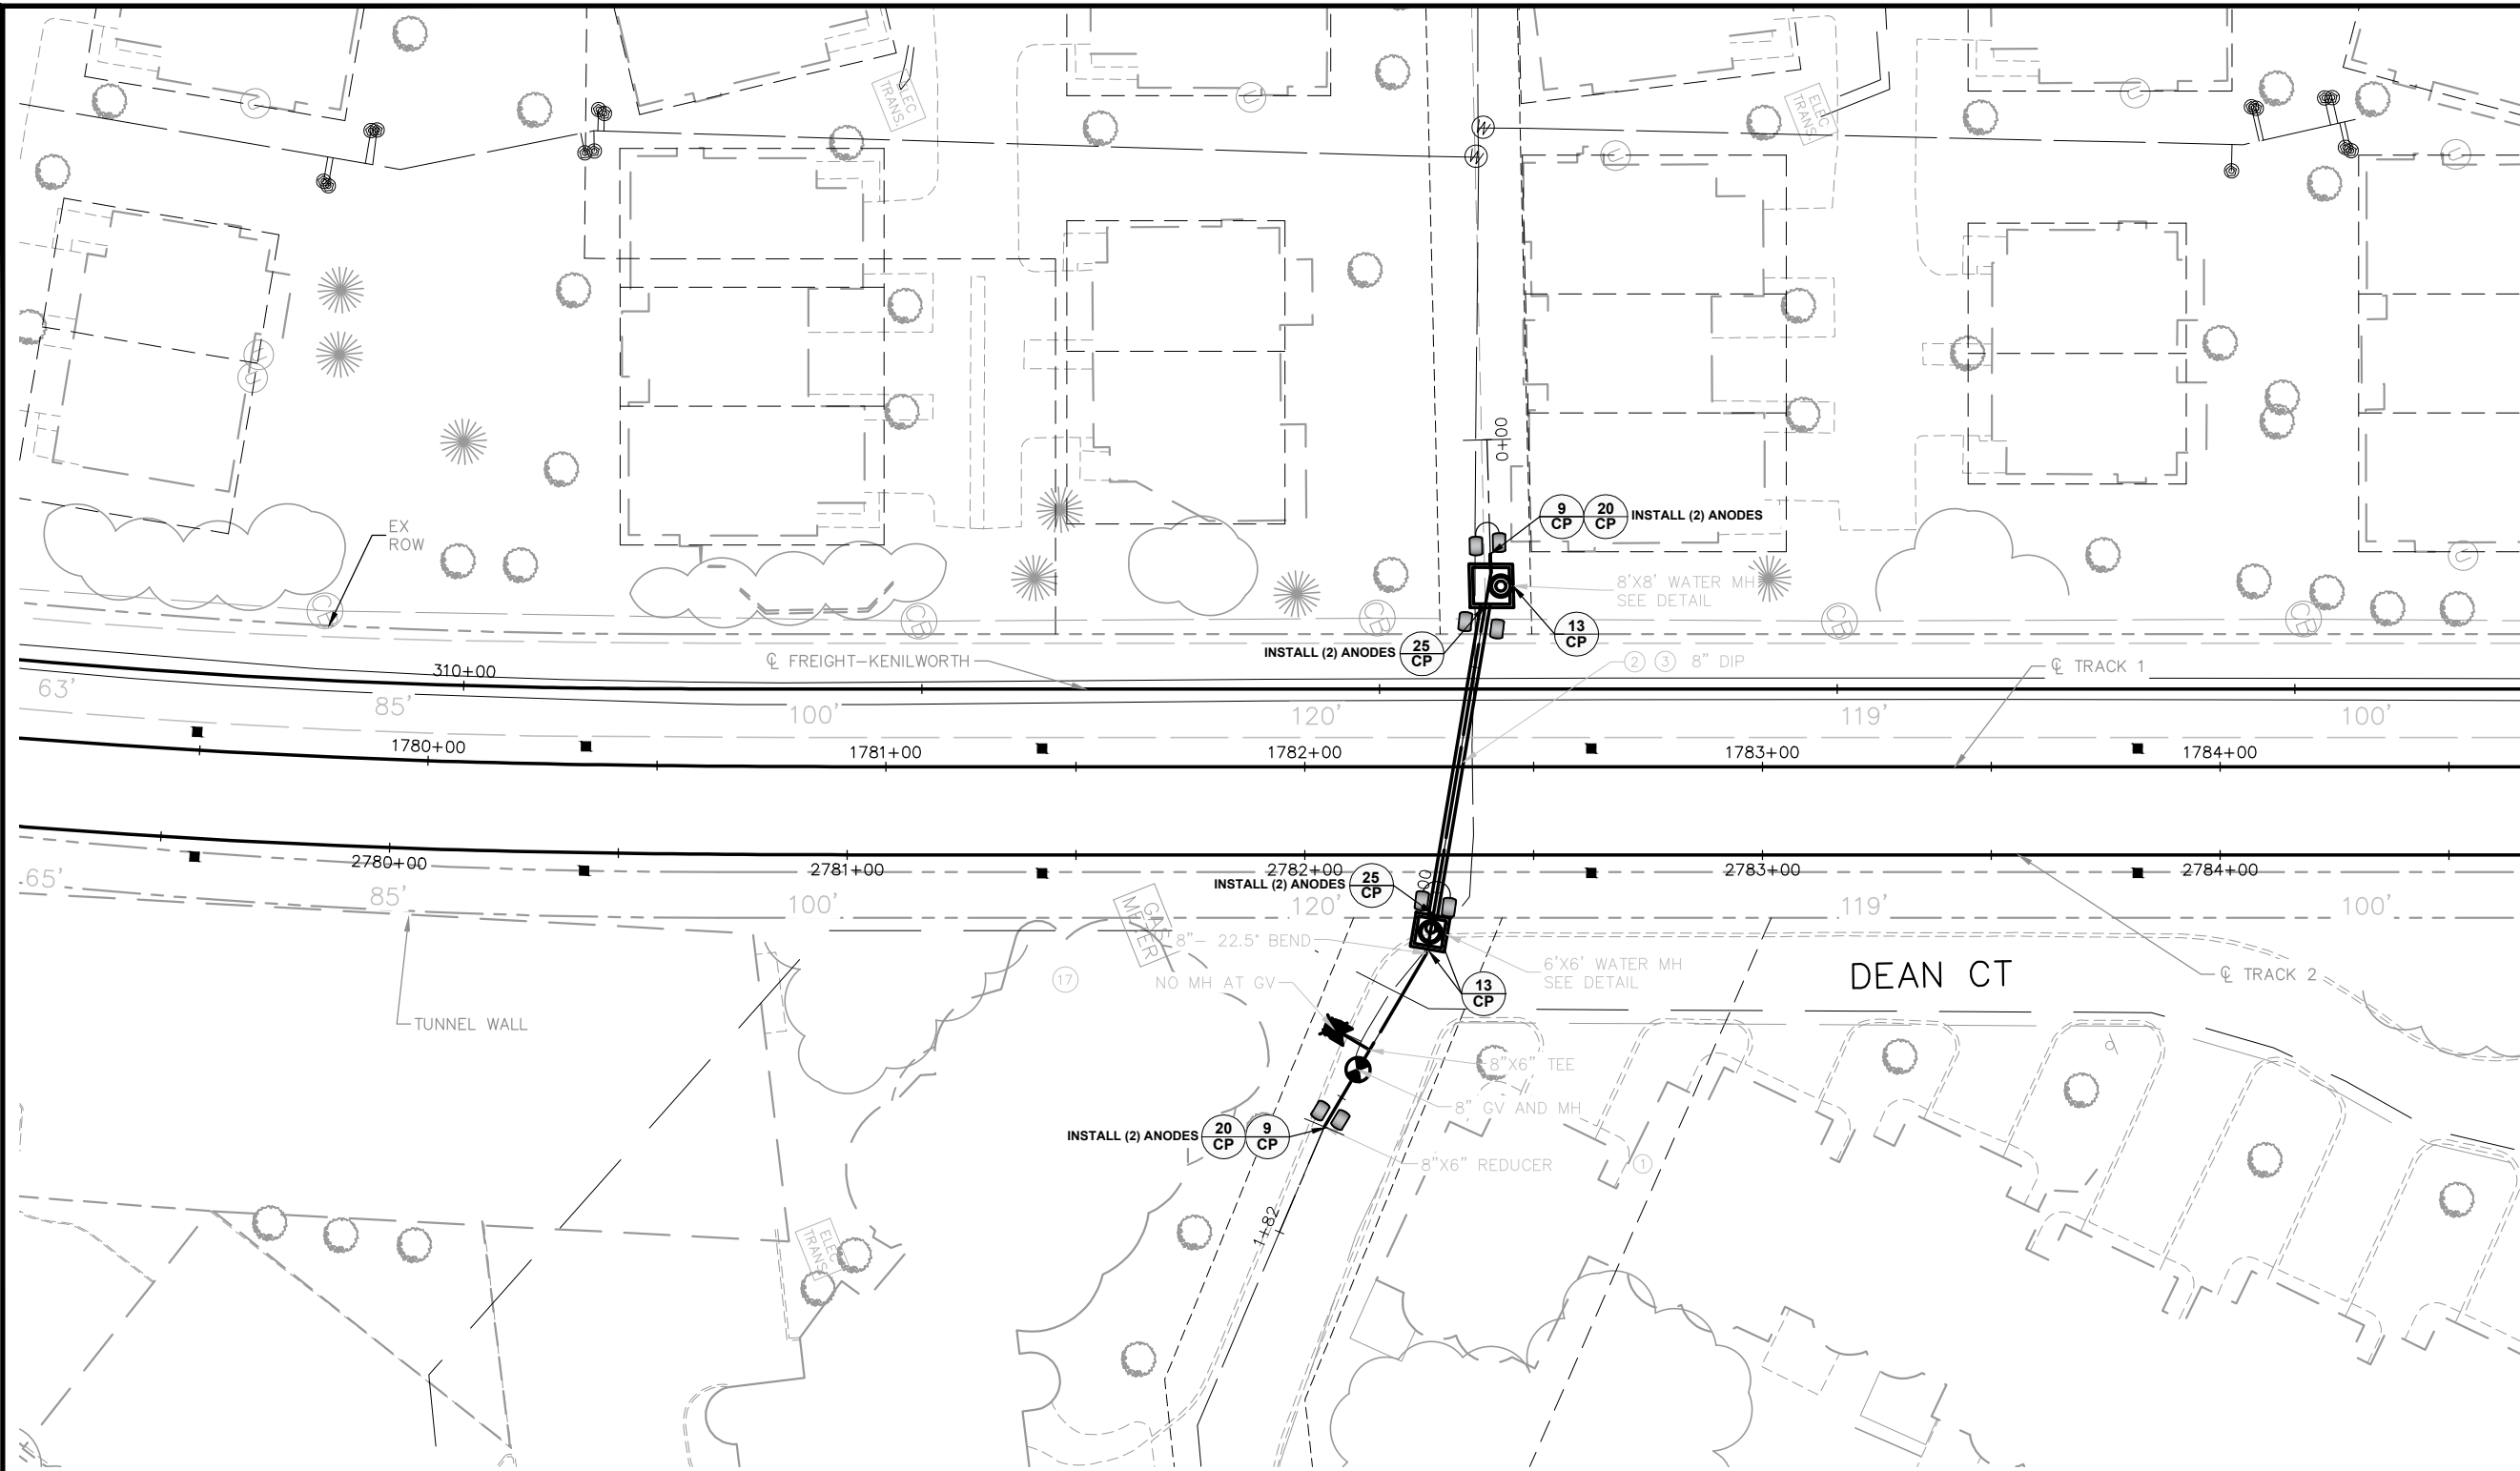 ELEC
TRANS.
ELEC
TRANS.
U
U
U
U
W
W
U
U
U
0+00
9
CP
20
CP
INSTALL (2) ANODES
EX
ROW
8'X8' WATER MH
SEE DETAIL
CB
CB
CB
CB
CB
13
CP
INSTALL (2) ANODES
25
CP
℄ FREIGHT-KENILWORTH
2
3
8" DIP
℄ TRACK 1
310+00
63'
85'
100'
120'
119'
100'
1780+00
1781+00
1782+00
1783+00
1784+00
2780+00
2781+00
2782+00
2783+00
2784+00
INSTALL (2) ANODES
25
CP
65'
85'
100'
120'
119'
100'
GAS
METER
8"- 22.5° BEND
NO MH AT GV
17
6'X6' WATER MH
SEE DETAIL
13
CP
DEAN CT
℄ TRACK 2
TUNNEL WALL
8"X6" TEE
8" GV AND MH
INSTALL (2) ANODES
20
CP
9
CP
8"X6" REDUCER
1
1+82
ELEC
TRANS.